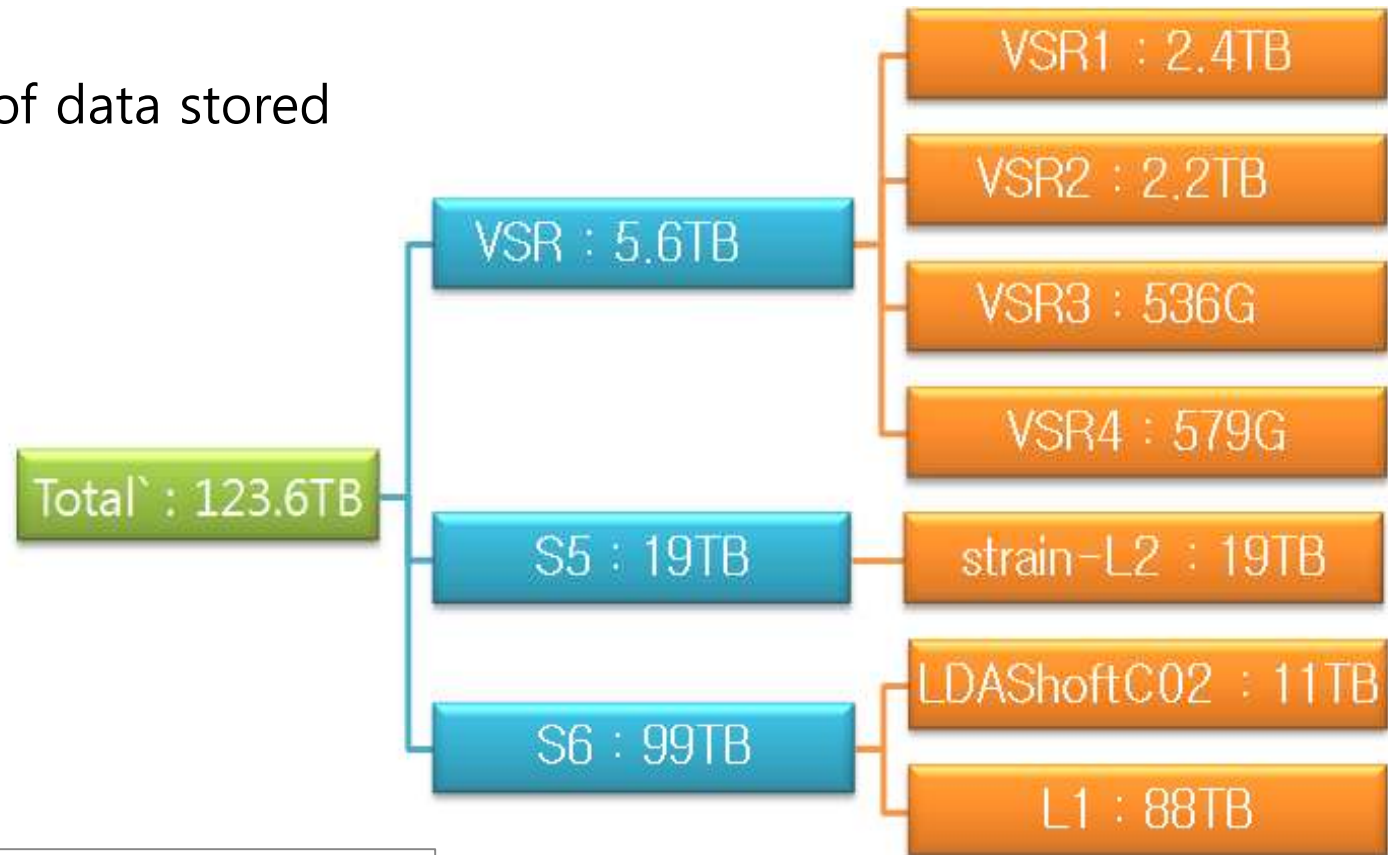 of data stored
VSR1 : 2.4TB
VSR2 : 2.2TB
VSR : 5.6TB
VSR3 : 536G
VSR4 : 579G
Total` : 123.6TB
S5 : 19TB
strain-L2 : 19TB
LDAShoftC02 : 11TB
S6 : 99TB
L1 : 88TB